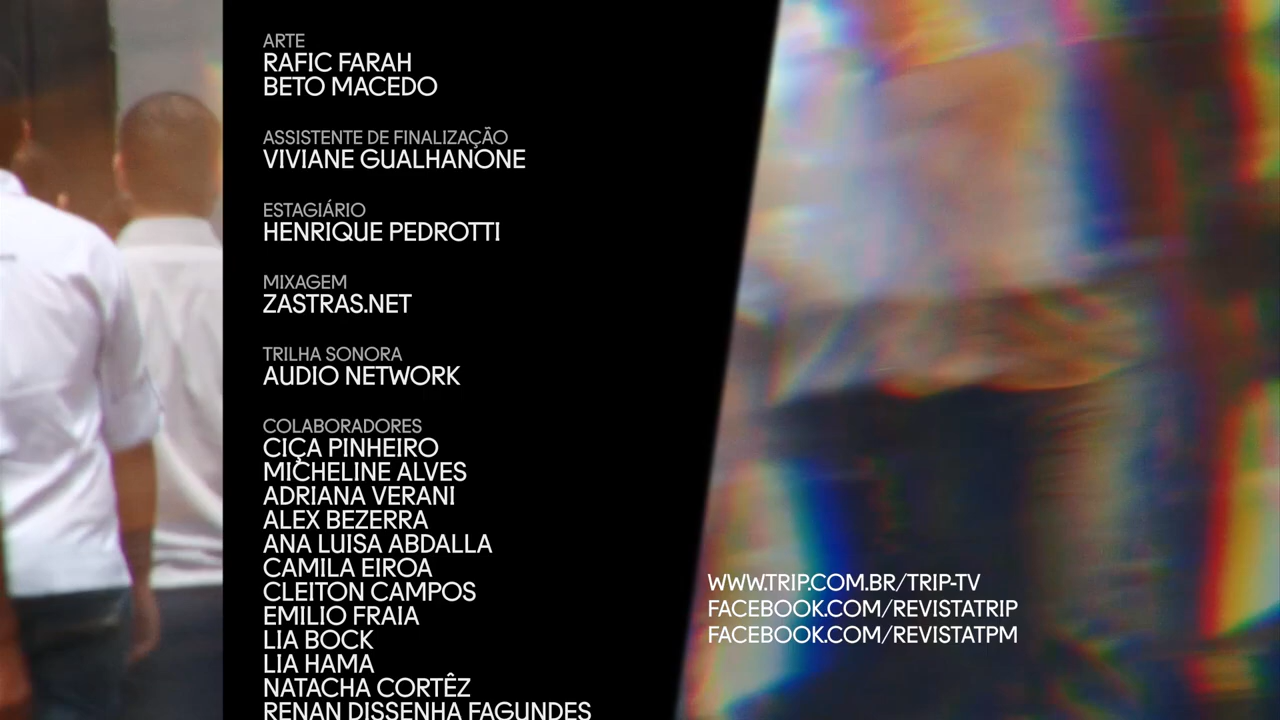 ARTE
RAFIC FARAH
BETO MACEDO
ASSISTENTE DE FINALIZAÇÃO
VIVIANE GUALHANONE
ESTAGIÁRIO
HENRIQUE PEDROTTI
MIXAGEM
ZASTRAS.NET
TRILHA SONORA
AUDIO NETWORK
COLABORADORES
CIÇA PINHEIRO
MICHELINE ALVES
ADRIANA VERANI
ALEX BEZERRA
ANA LUISA ABDALLA
CAMILA EIROA
CLEITON CAMPOS
EMILIO FRAIA
LIA BOCK
LIA HAMA
NATACHA CORTÊZ
RENAN DISSENHA FAGUNDES
WWW.TRIP.COM.BR/TRIP-TV
FACEBOOK.COM/REVISTATRIP
FACEBOOK.COM/REVISTATPM